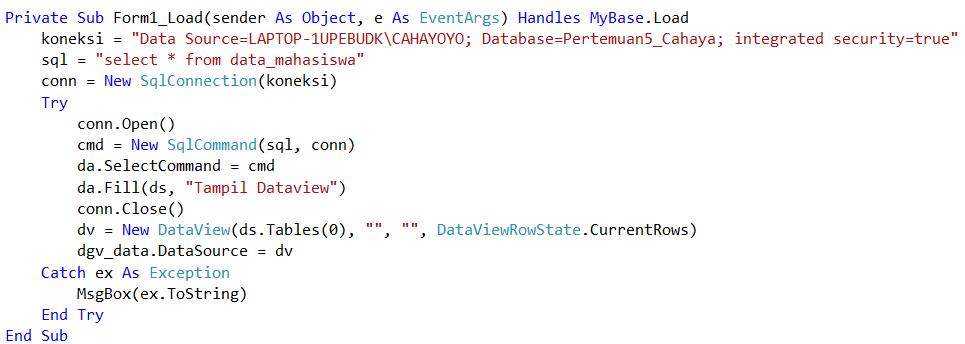 Private Sub Form1_Load(sender As Object, e As EventArgs) Handles MyBase.Load
    koneksi = "Data Source=LAPTOP-1UPEBUDK\CAHAYOYO; Database=Pertemuan5_Cahaya; integrated security=true"
    sql = "select * from data_mahasiswa"
    conn = New SqlConnection(koneksi)
    Try
        conn.Open()
        cmd = New SqlCommand(sql, conn)
        da.SelectCommand = cmd
        da.Fill(ds, "Tampil Dataview")
        conn.Close()
        dv = New DataView(ds.Tables(0), "", "", DataViewRowState.CurrentRows)
        dgv_data.DataSource = dv
    Catch ex As Exception
        MsgBox(ex.ToString)
    End Try
End Sub